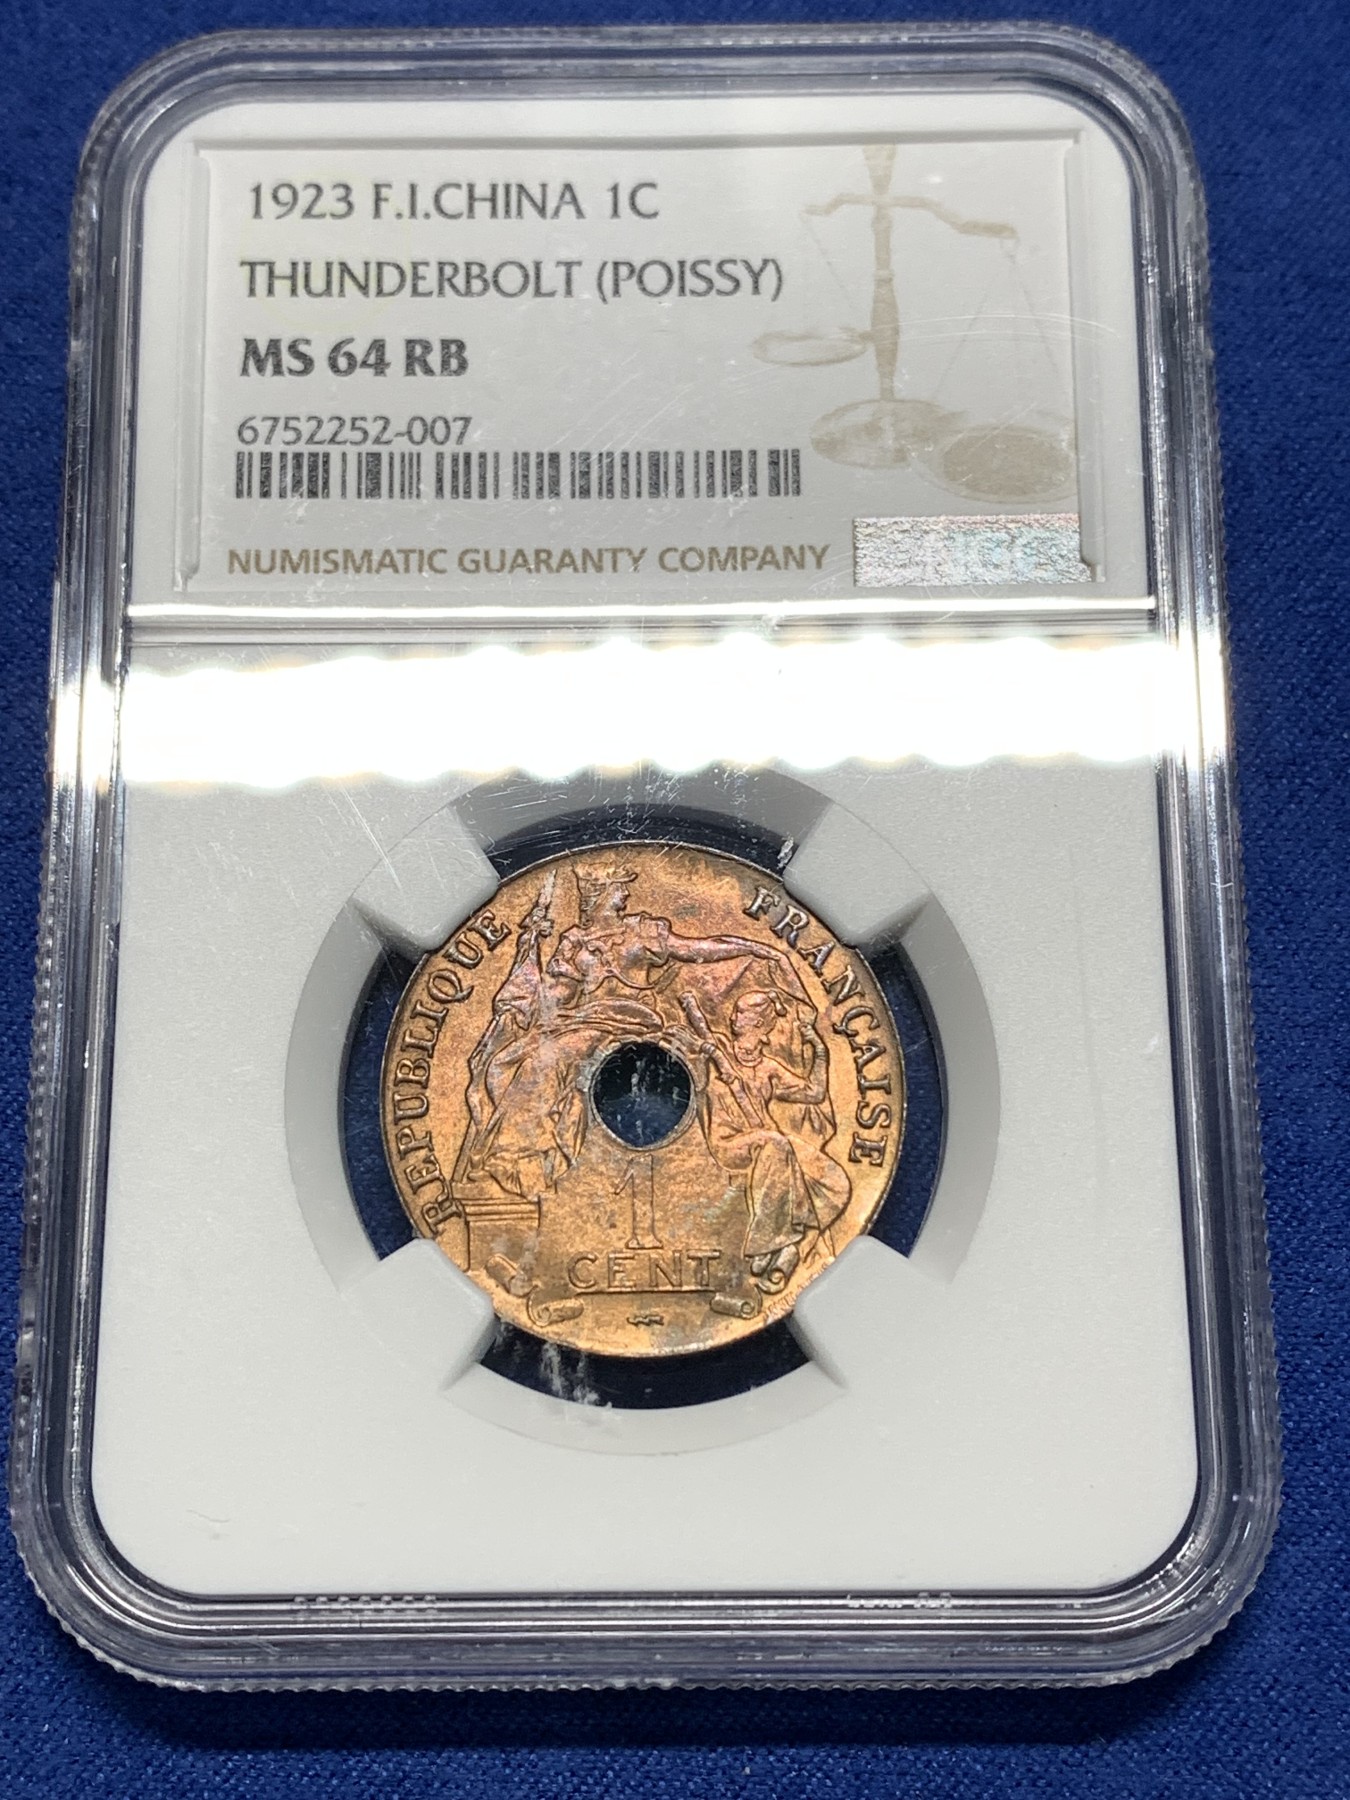 1923 F.I.CHINA 1C
THUNDERBOLT (POISSY)
MS 64 RB
6752252-007
NUMISMATIC GUARANTY COMPANY
REPUBLIQUE FRANÇAISE
1
CENT